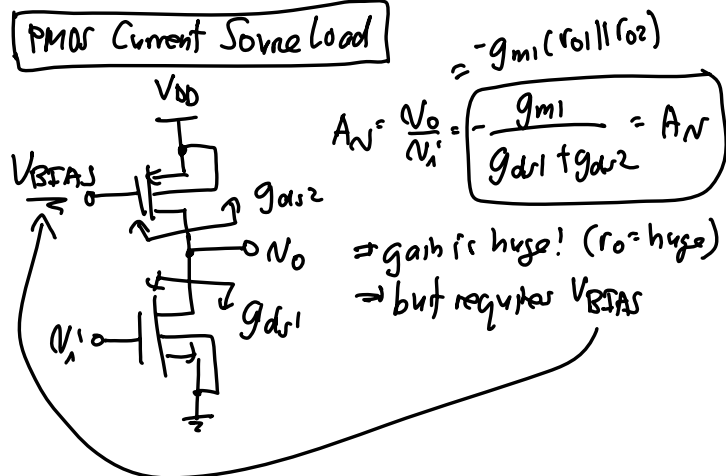 PMOS Current Source Load
= -gm1 (ro1 || ro2)
VDD
Av = vo/vi = - gm1/(gds1 + gds2) = Av
VBIAS
gds2
vo
⇒ gain is huge! (ro = huge)
⇒ but requires VBIAS
gds1
vi